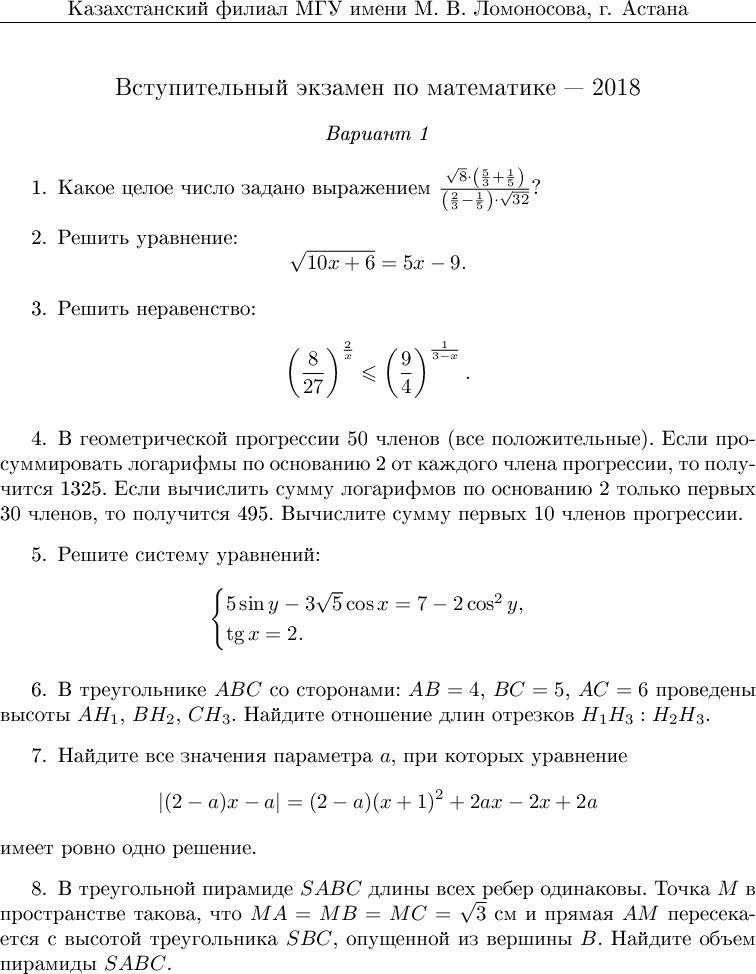 Казахстанский филиал МГУ имени М. В. Ломоносова, г. Астана
Вступительный экзамен по математике — 2018
Вариант 1
1. Какое целое число задано выражением $\frac{\sqrt{8}\cdot\left(\frac{5}{3}+\frac{1}{5}\right)}{\left(\frac{2}{3}-\frac{1}{5}\right)\cdot\sqrt{32}}$?
2. Решить уравнение:
$\sqrt{10x+6}=5x-9.$
3. Решить неравенство:
$\left(\frac{8}{27}\right)^{\frac{2}{x}}\leqslant\left(\frac{9}{4}\right)^{\frac{1}{3-x}}.$
4. В геометрической прогрессии 50 членов (все положительные). Если про-
суммировать логарифмы по основанию 2 от каждого члена прогрессии, то полу-
чится 1325. Если вычислить сумму логарифмов по основанию 2 только первых
30 членов, то получится 495. Вычислите сумму первых 10 членов прогрессии.
5. Решите систему уравнений:
$\begin{cases}5\sin y-3\sqrt{5}\cos x=7-2\cos^2 y,\\ \operatorname{tg}x=2.\end{cases}$
6. В треугольнике $ABC$ со сторонами: $AB=4$, $BC=5$, $AC=6$ проведены
высоты $AH_1$, $BH_2$, $CH_3$. Найдите отношение длин отрезков $H_1H_3:H_2H_3$.
7. Найдите все значения параметра $a$, при которых уравнение
$|(2-a)x-a|=(2-a)(x+1)^2+2ax-2x+2a$
имеет ровно одно решение.
8. В треугольной пирамиде $SABC$ длины всех ребер одинаковы. Точка $M$ в
пространстве такова, что $MA=MB=MC=\sqrt{3}$ см и прямая $AM$ пересека-
ется с высотой треугольника $SBC$, опущенной из вершины $B$. Найдите объем
пирамиды $SABC$.